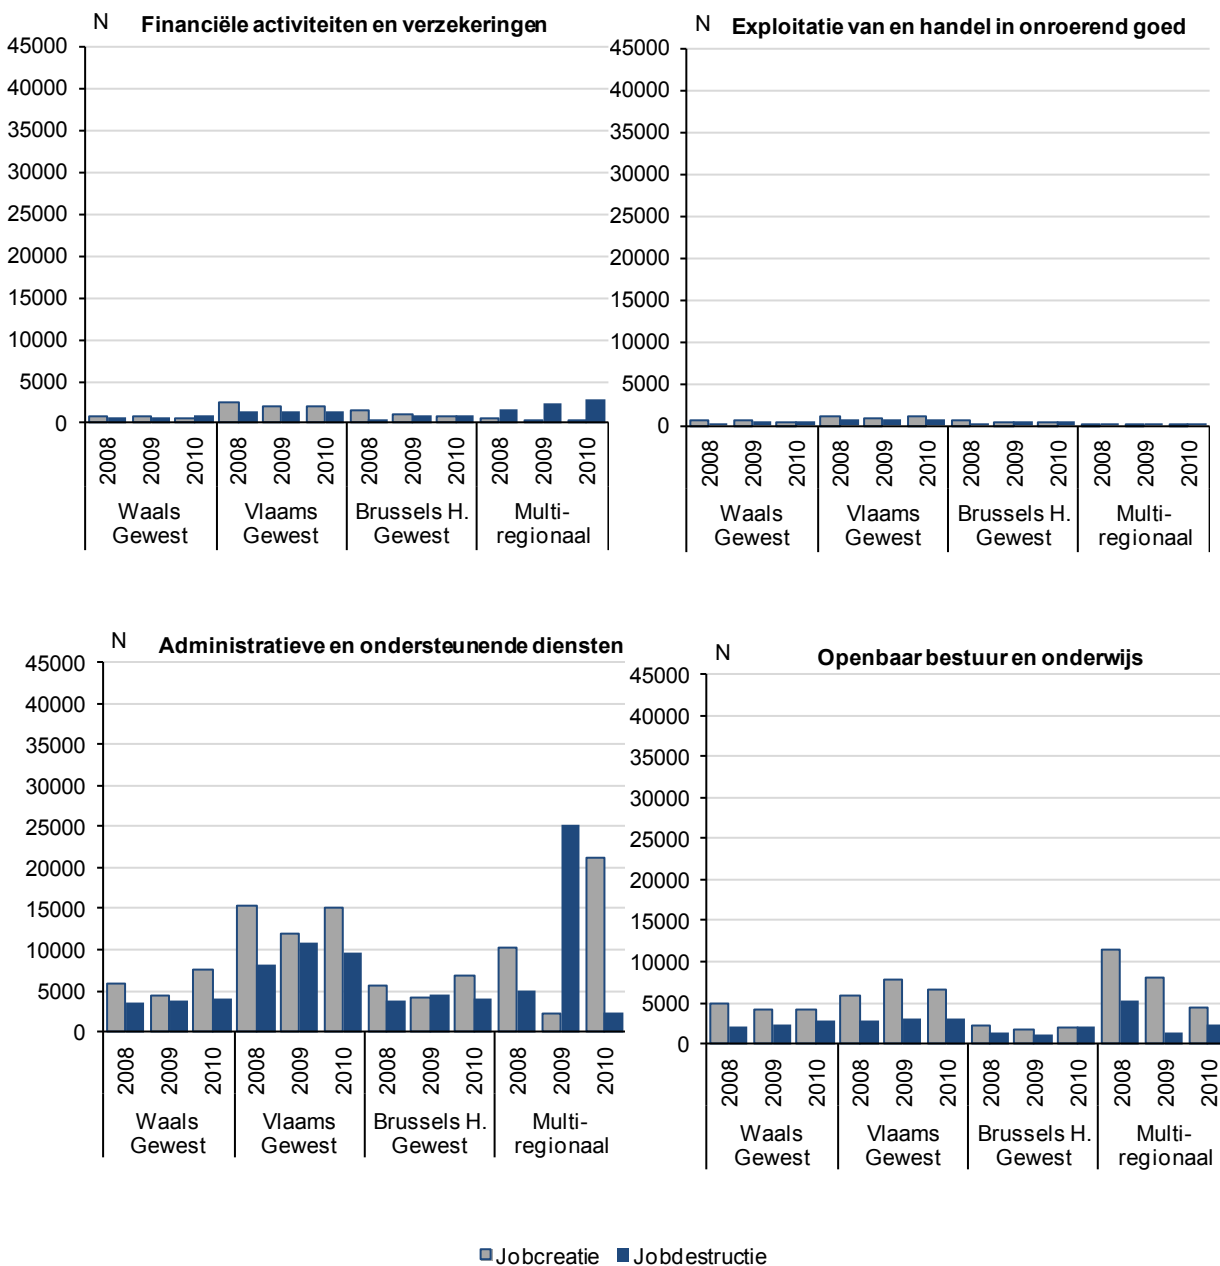 N Financiële activiteiten en verzekeringen
45000
40000
35000
30000
25000
20000
15000
10000
5000
0
2008 2009 2010 2008 2009 2010 2008 2009 2010 2008 2009 2010
Waals Vlaams Brussels H. Multi-
Gewest Gewest Gewest regionaal
N Exploitatie van en handel in onroerend goed
45000
40000
35000
30000
25000
20000
15000
10000
5000
0
2008 2009 2010 2008 2009 2010 2008 2009 2010 2008 2009 2010
Waals Vlaams Brussels H. Multi-
Gewest Gewest Gewest regionaal
N Administratieve en ondersteunende diensten
45000
40000
35000
30000
25000
20000
15000
10000
5000
0
2008 2009 2010 2008 2009 2010 2008 2009 2010 2008 2009 2010
Waals Vlaams Brussels H. Multi-
Gewest Gewest Gewest regionaal
N Openbaar bestuur en onderwijs
45000
40000
35000
30000
25000
20000
15000
10000
5000
0
2008 2009 2010 2008 2009 2010 2008 2009 2010 2008 2009 2010
Waals Vlaams Brussels H. Multi-
Gewest Gewest Gewest regionaal
Jobcreatie Jobdestructie